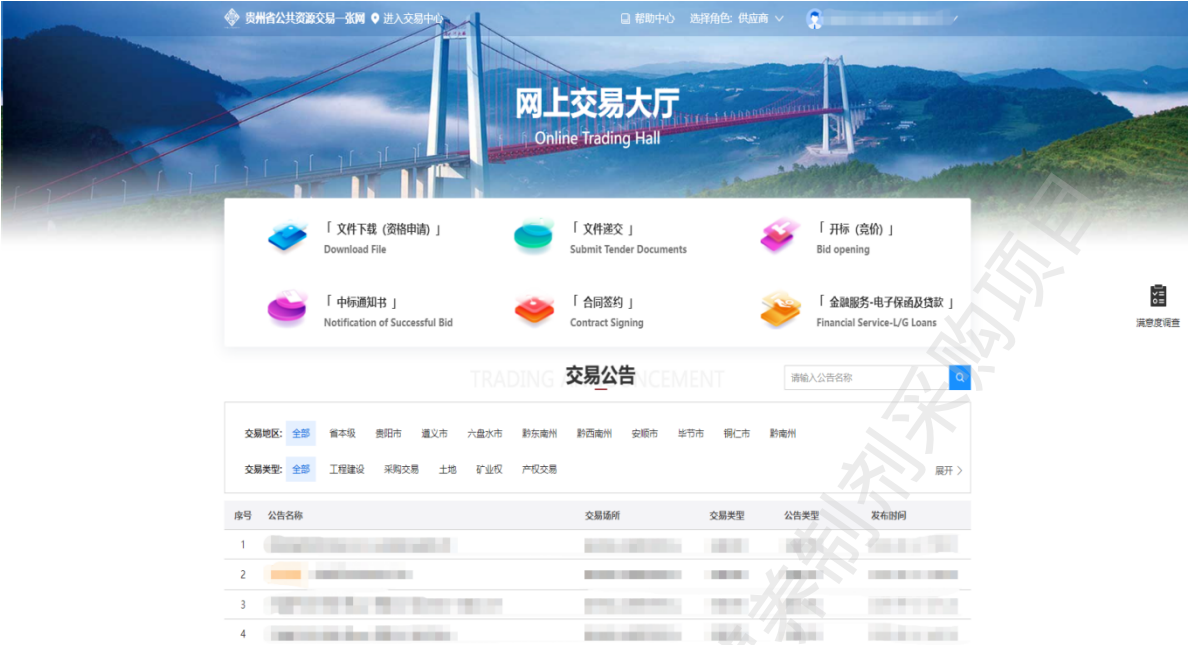 贵州省公共资源交易一张网 进入交易中心 帮助中心 选择角色: 供应商
网上交易大厅
Online Trading Hall
「 文件下载 (资格申请) 」 「 文件递交 」 「 开标 (竞价) 」
Download File Submit Tender Documents Bid opening
「 中标通知书 」 「 合同签约 」 「 金融服务-电子保函及贷款 」
Notification of Successful Bid Contract Signing Financial Service-L/G Loans
满意度调查
交易公告
请输入公告名称
交易地区: 全部 省本级 贵阳市 遵义市 六盘水市 黔东南州 黔西南州 安顺市 毕节市 铜仁市 黔南州
交易类型: 全部 工程建设 采购交易 土地 矿业权 产权交易 展开
序号 公告名称 交易场所 交易类型 公告类型 发布时间
1
2
3
4
养制剂采购项目